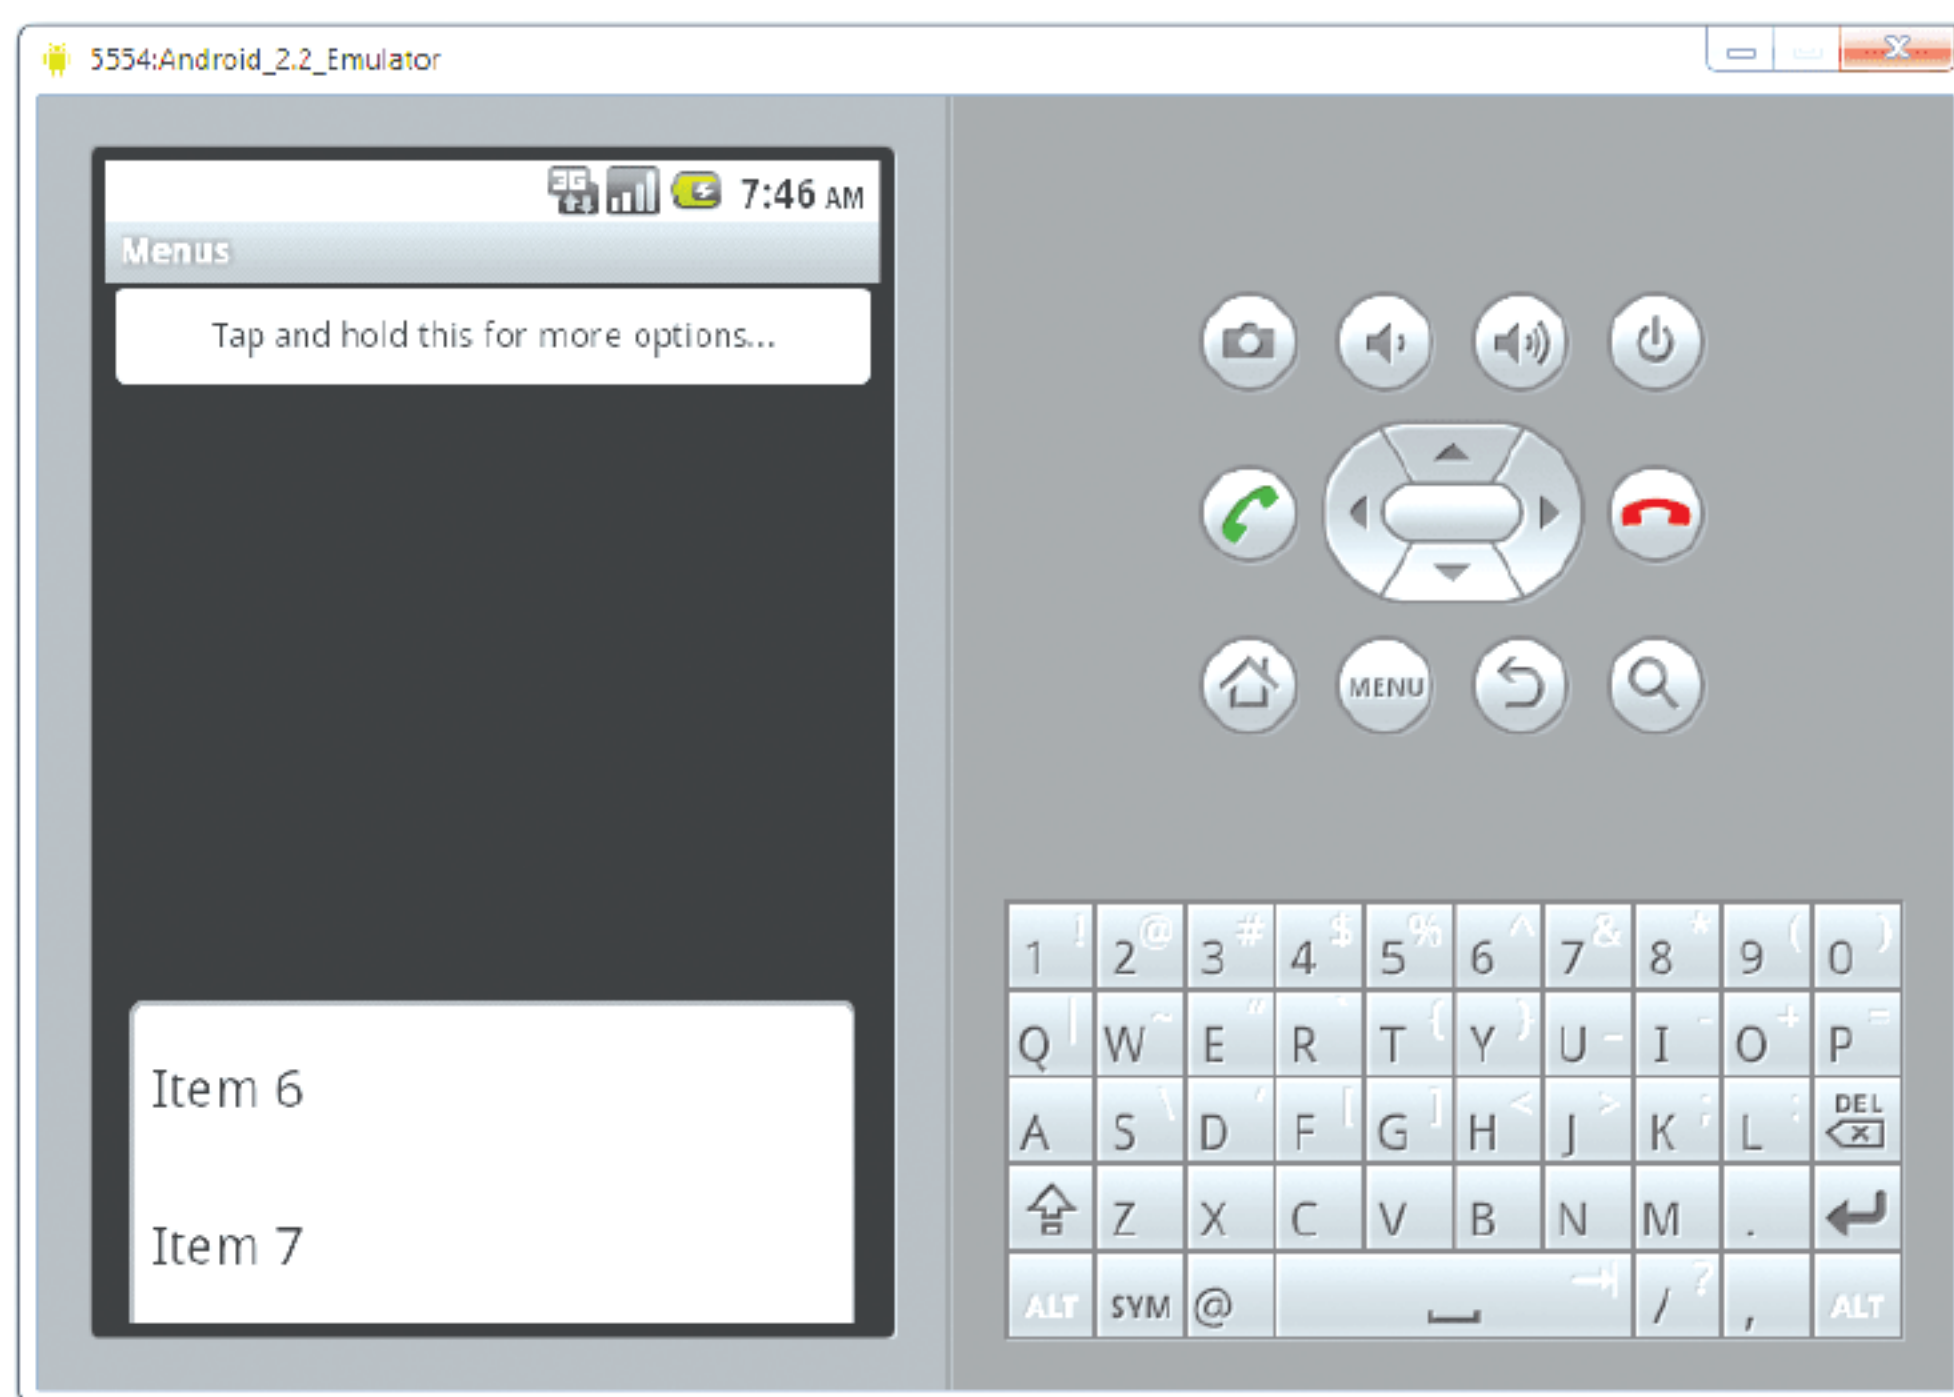 5554:Android_2.2_Emulator
3G 7:46 AM
Menus
Tap and hold this for more options...
Item 6
Item 7
MENU
1 ! 2 @ 3 # 4 $ 5 % 6 ^ 7 & 8 * 9 ( 0 )
Q | W ~ E “ R ` T { Y } U _ I - O + P =
A S \ D ' F [ G ] H < J > K ; L : DEL
Z X C V B N M .
ALT SYM @ / ? , ALT